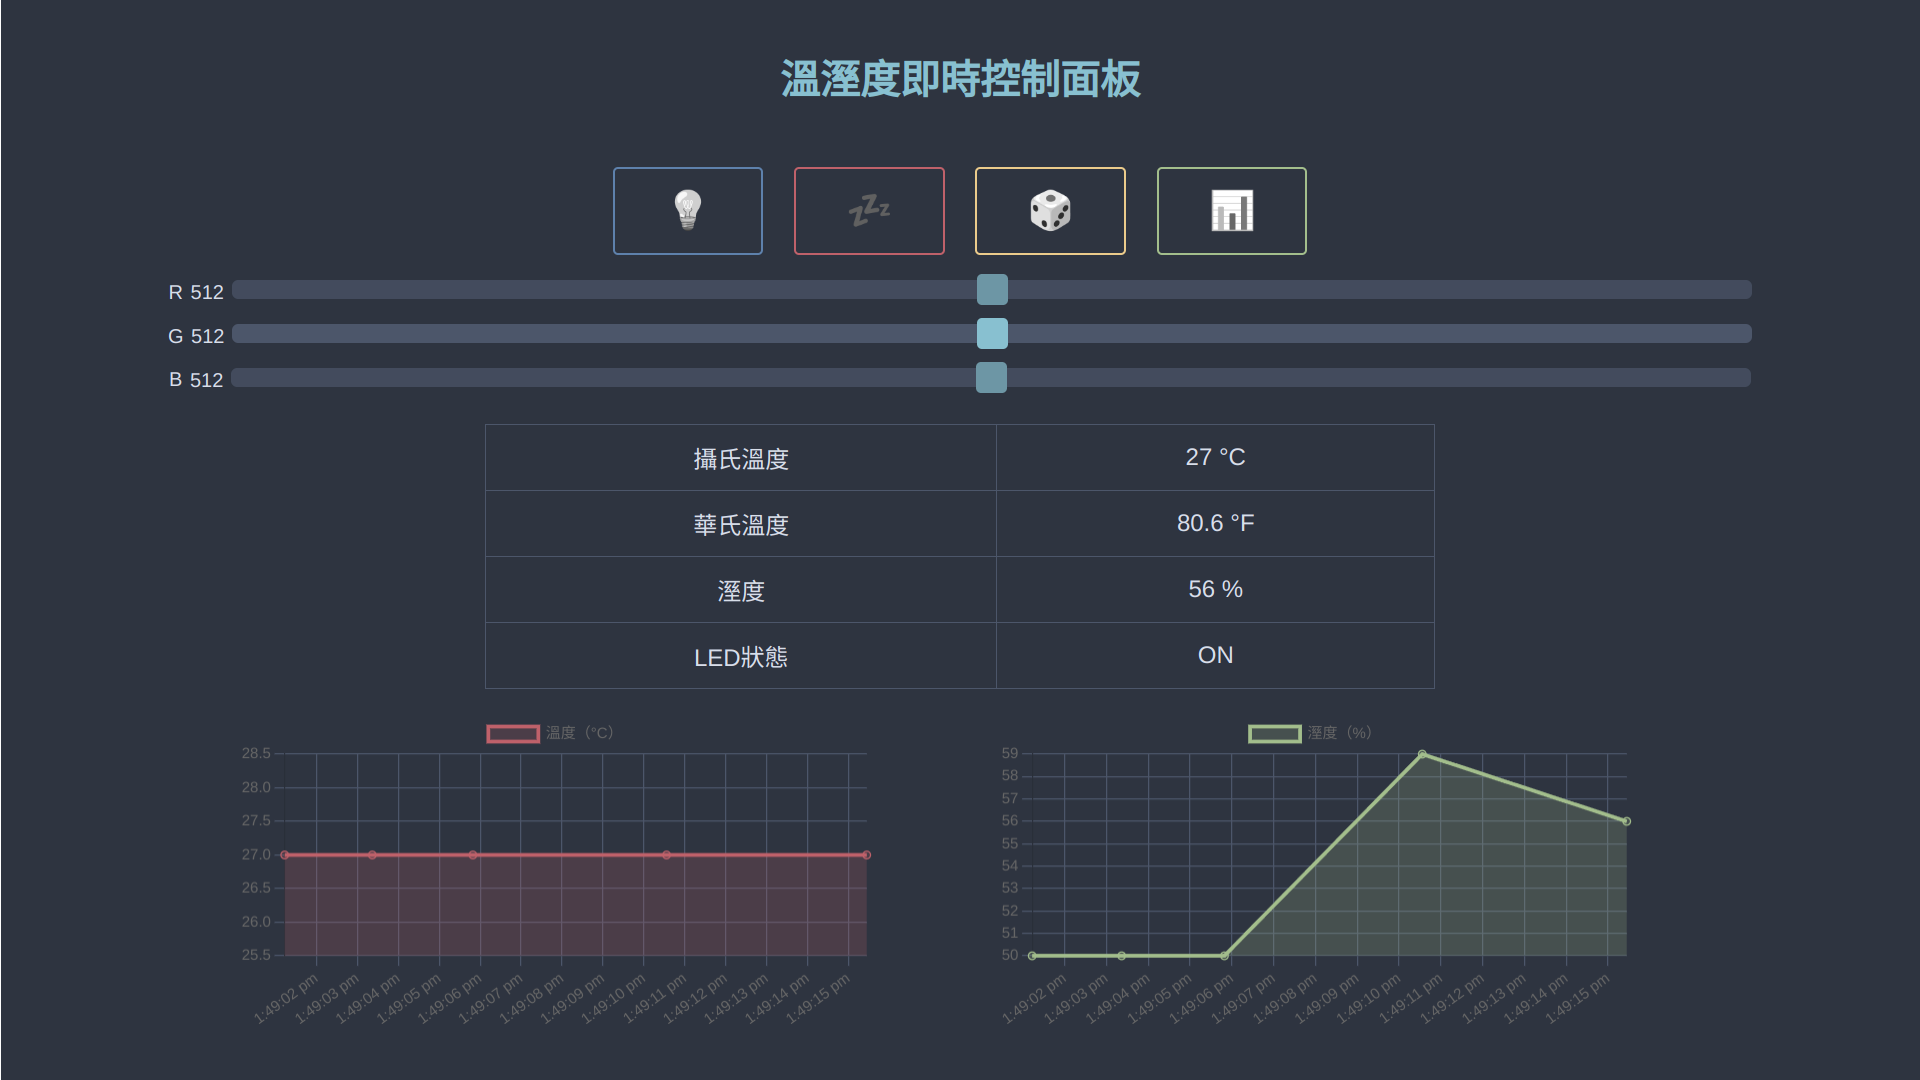 溫溼度即時控制面板
R 512
G 512
B 512
攝氏溫度 27 °C
華氏溫度 80.6 °F
溼度 56 %
LED狀態 ON
溫度（°C）
28.5
28.0
27.5
27.0
26.5
26.0
25.5
1:49:02 pm
1:49:03 pm
1:49:04 pm
1:49:05 pm
1:49:06 pm
1:49:07 pm
1:49:08 pm
1:49:09 pm
1:49:10 pm
1:49:11 pm
1:49:12 pm
1:49:13 pm
1:49:14 pm
1:49:15 pm
溼度（%）
59
58
57
56
55
54
53
52
51
50
1:49:02 pm
1:49:03 pm
1:49:04 pm
1:49:05 pm
1:49:06 pm
1:49:07 pm
1:49:08 pm
1:49:09 pm
1:49:10 pm
1:49:11 pm
1:49:12 pm
1:49:13 pm
1:49:14 pm
1:49:15 pm